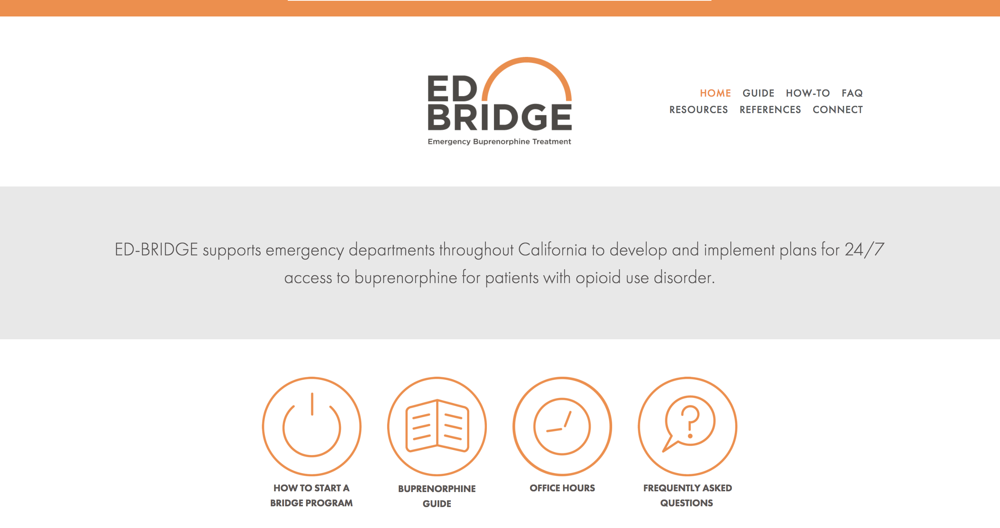 ED
BRIDGE
Emergency Buprenorphine Treatment
HOME GUIDE HOW-TO FAQ
RESOURCES REFERENCES CONNECT
ED-BRIDGE supports emergency departments throughout California to develop and implement plans for 24/7
access to buprenorphine for patients with opioid use disorder.
HOW TO START A
BRIDGE PROGRAM
BUPRENORPHINE
GUIDE
OFFICE HOURS
FREQUENTLY ASKED
QUESTIONS